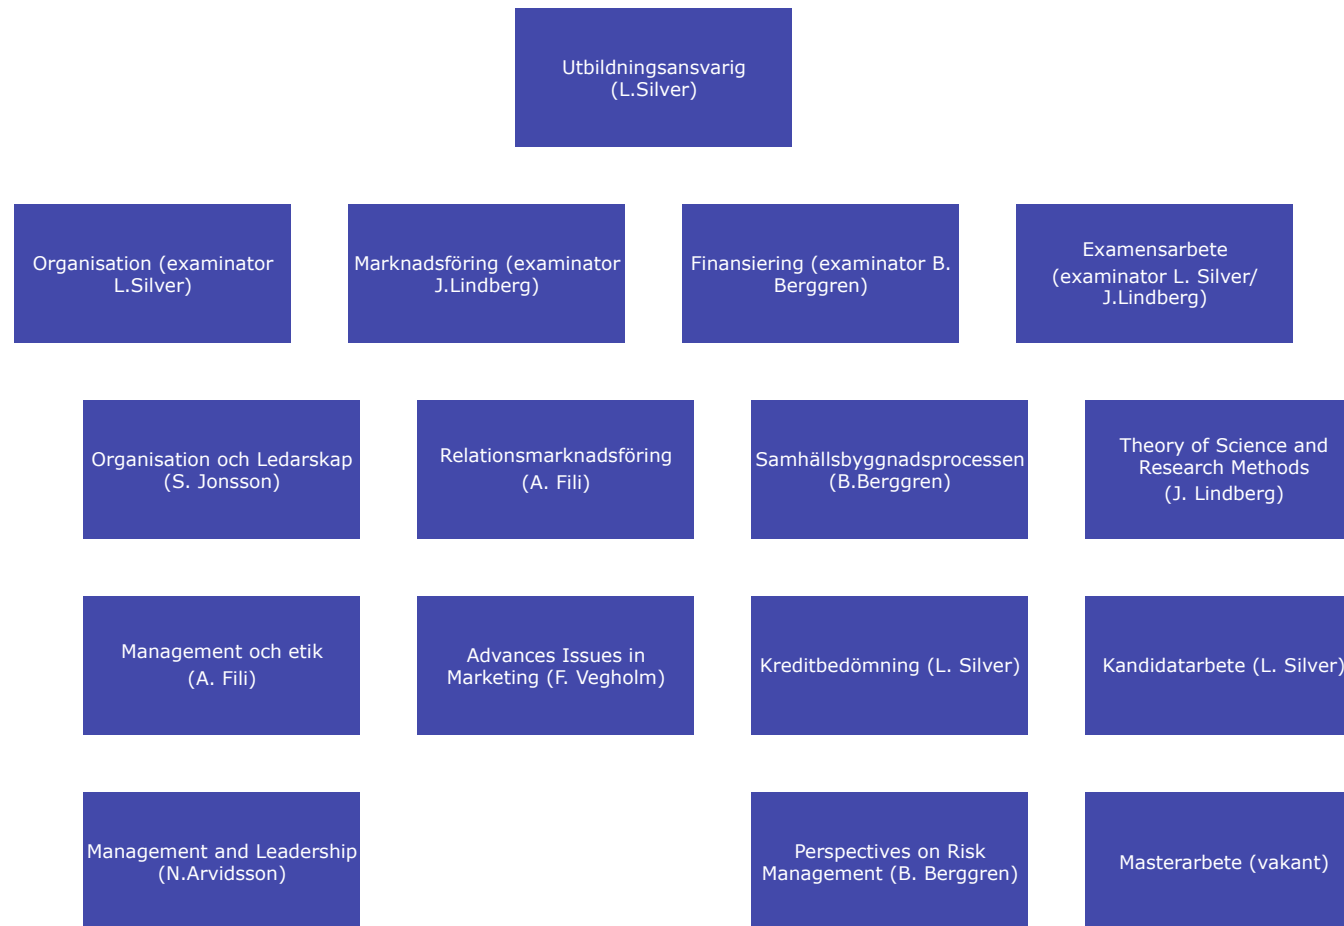 Utbildningsansvarig
(L.Silver)
Organisation (examinator
L.Silver)
Marknadsföring (examinator
J.Lindberg)
Finansiering (examinator B.
Berggren)
Examensarbete
(examinator L. Silver/
J.Lindberg)
Organisation och Ledarskap
(S. Jonsson)
Relationsmarknadsföring
(A. Fili)
Samhällsbyggnadsprocessen
(B.Berggren)
Theory of Science and
Research Methods
(J. Lindberg)
Management och etik
(A. Fili)
Advances Issues in
Marketing (F. Vegholm)
Kreditbedömning (L. Silver)
Kandidatarbete (L. Silver)
Management and Leadership
(N.Arvidsson)
Perspectives on Risk
Management (B. Berggren)
Masterarbete (vakant)